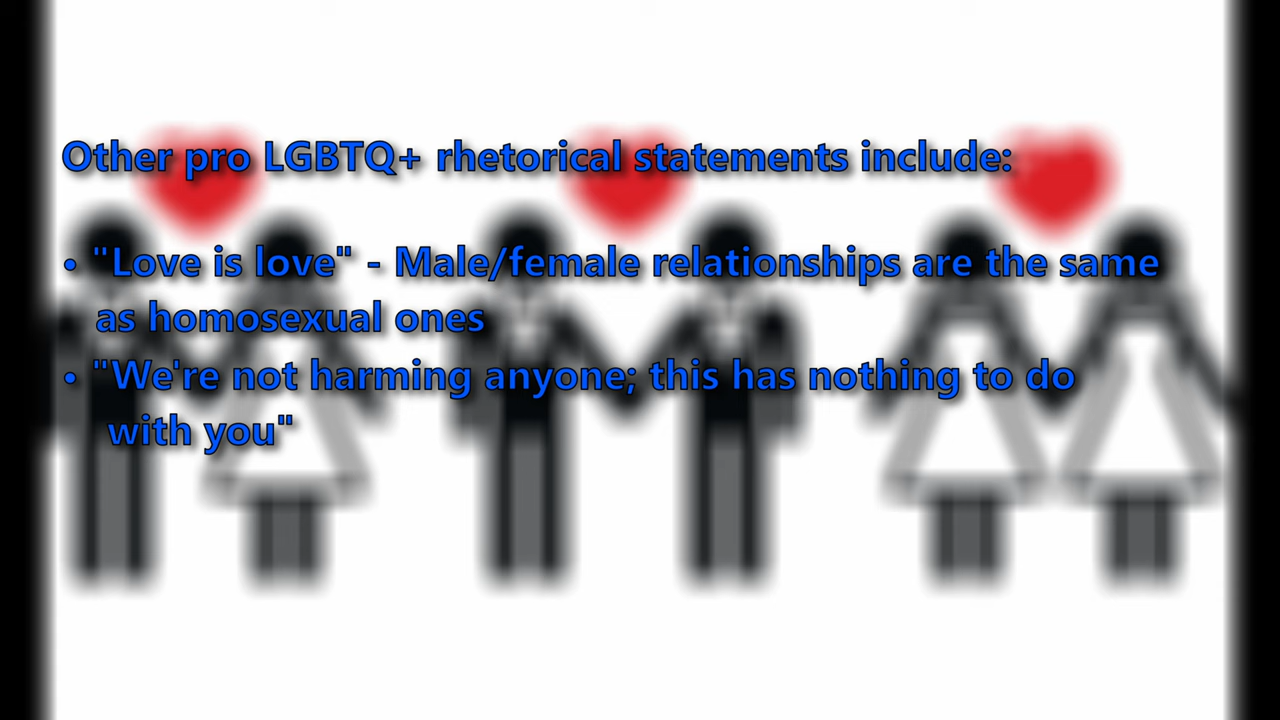 Other pro LGBTQ+ rhetorical statements include:
• "Love is love" - Male/female relationships are the same
as homosexual ones
• "We're not harming anyone; this has nothing to do
with you"